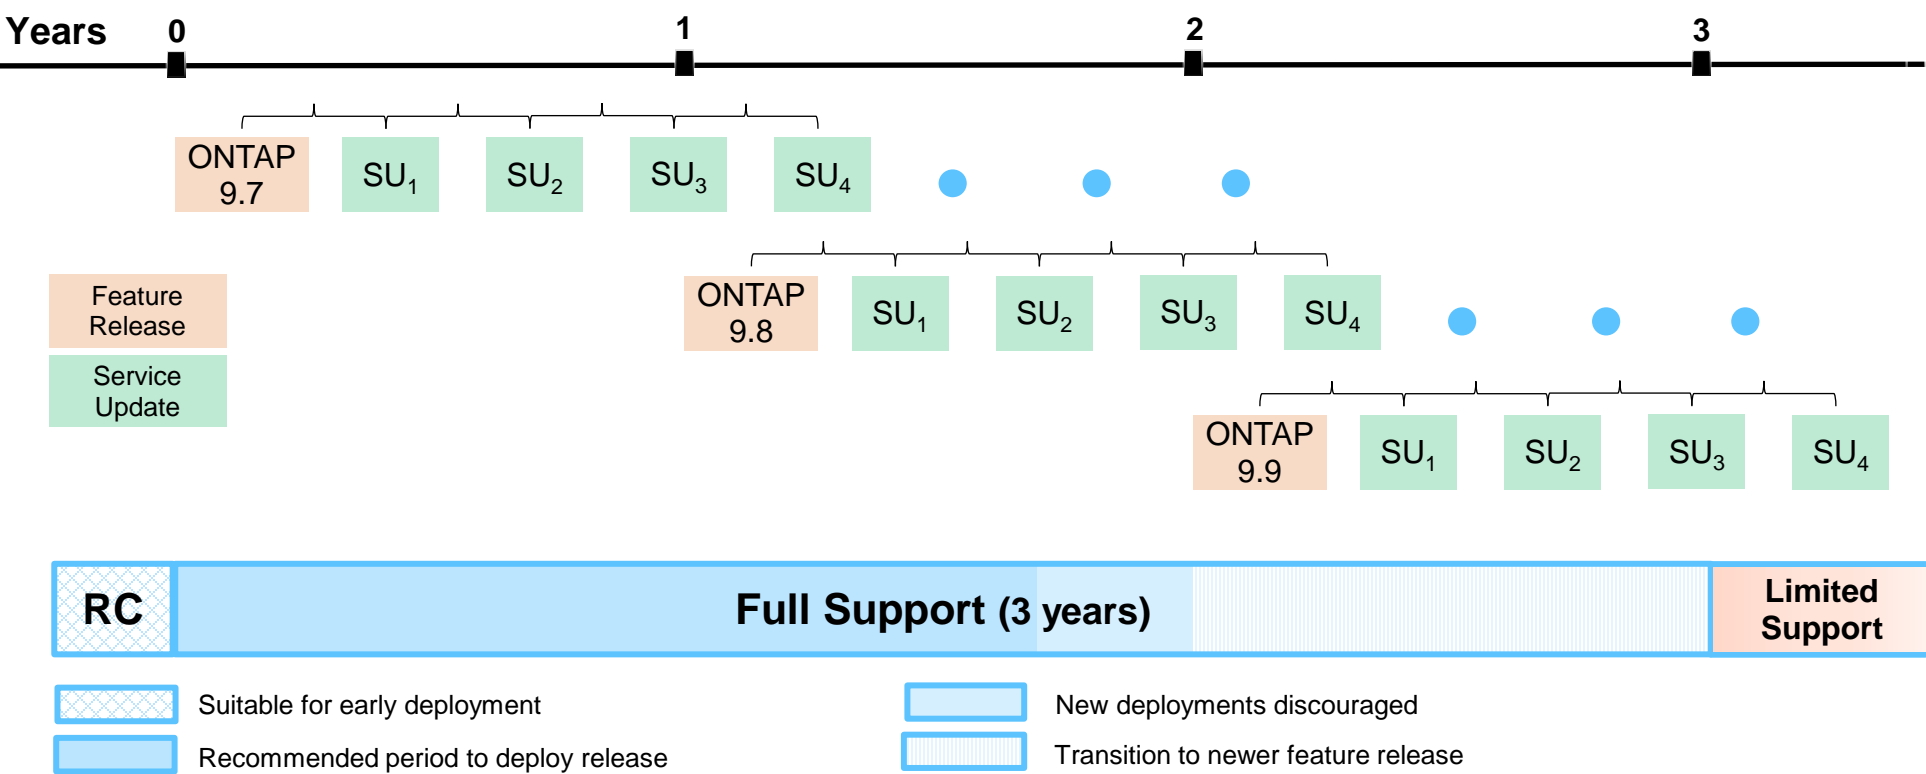 Years 0 1 2 3
ONTAP
9.7
SU₁ SU₂ SU₃ SU₄
ONTAP
9.8
SU₁ SU₂ SU₃ SU₄
Feature
Release
Service
Update
ONTAP
9.9
SU₁ SU₂ SU₃ SU₄
RC
Full Support (3 years)
Limited
Support
Suitable for early deployment
New deployments discouraged
Recommended period to deploy release
Transition to newer feature release